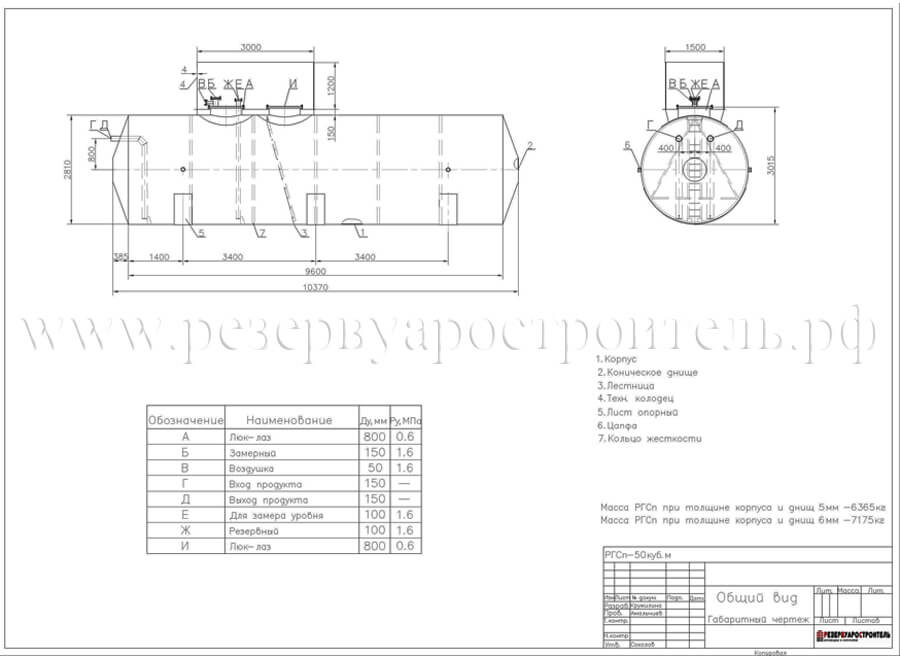 3000
1500
4
4
В Б Ж Е А И
1200
В Б Ж Е А
Г Д
150
Г Д
2810
800
2
6
400 400
3015
5 7 3 1
385 1400 3400 3400
9600
10370
www.резервуаростроитель.рф
1. Корпус
2. Коническое днище
3. Лестница
4. Техн. колодец
5. Лист опорный
6. Цапфа
7. Кольцо жесткости
Обозначение Наименование Ду, мм Ру, МПа
А Люк-лаз 800 0.6
Б Замерный 150 1.6
В Воздушка 50 1.6
Г Вход продукта 150 —
Д Выход продукта 150 —
Е Для замера уровня 100 1.6
Ж Резервный 100 1.6
И Люк-лаз 800 0.6
Масса РГСп при толщине корпуса и днищ 5мм -6365кг
Масса РГСп при толщине корпуса и днищ 6мм -7175кг
РГСп-50куб.м
Изм Лист № докум. Подп. Дата
Разраб. Кружилина
Пров. Амельчиев
Т.контр.
Н.контр.
Утв. Соколов
Общий вид
Габаритный чертеж
Лит. Масса Лит.
Лист Листов
РЕЗЕРВУАРОСТРОИТЕЛЬ
Копировал